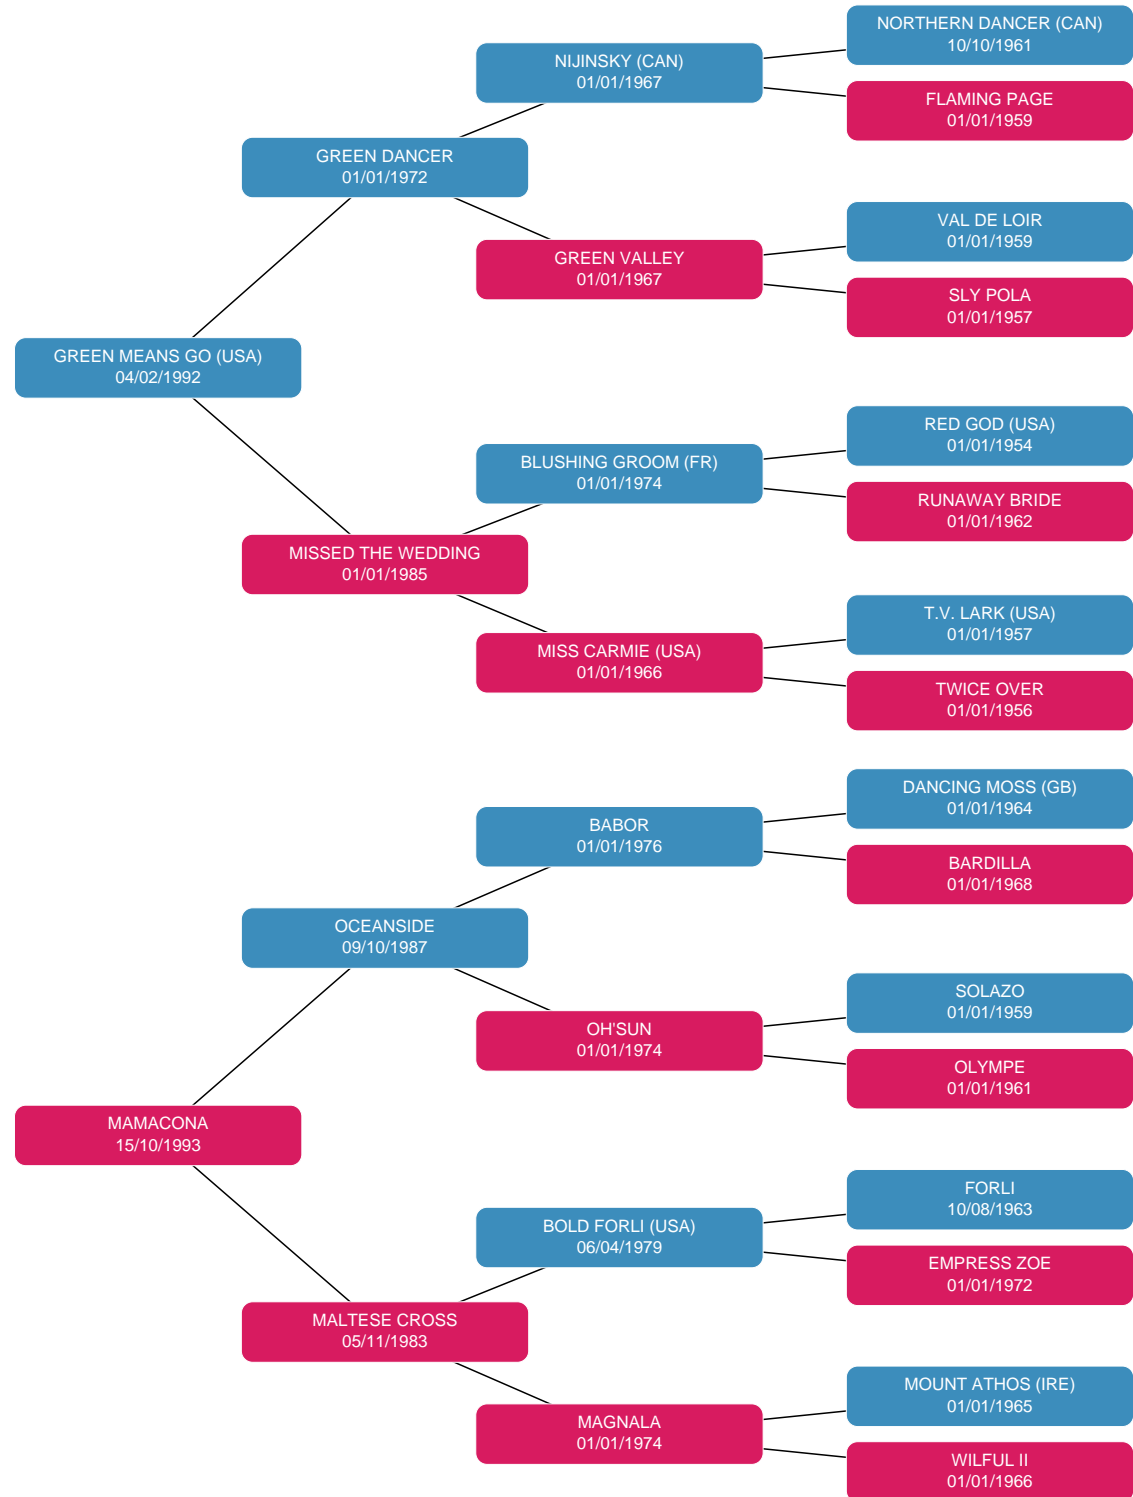 NORTHERN DANCER (CAN)
10/10/1961
NIJINSKY (CAN)
01/01/1967
FLAMING PAGE
01/01/1959
GREEN DANCER
01/01/1972
VAL DE LOIR
01/01/1959
GREEN VALLEY
01/01/1967
SLY POLA
01/01/1957
GREEN MEANS GO (USA)
04/02/1992
RED GOD (USA)
01/01/1954
BLUSHING GROOM (FR)
01/01/1974
RUNAWAY BRIDE
01/01/1962
MISSED THE WEDDING
01/01/1985
T.V. LARK (USA)
01/01/1957
MISS CARMIE (USA)
01/01/1966
TWICE OVER
01/01/1956
DANCING MOSS (GB)
01/01/1964
BABOR
01/01/1976
BARDILLA
01/01/1968
OCEANSIDE
09/10/1987
SOLAZO
01/01/1959
OH'SUN
01/01/1974
OLYMPE
01/01/1961
MAMACONA
15/10/1993
FORLI
10/08/1963
BOLD FORLI (USA)
06/04/1979
EMPRESS ZOE
01/01/1972
MALTESE CROSS
05/11/1983
MOUNT ATHOS (IRE)
01/01/1965
MAGNALA
01/01/1974
WILFUL II
01/01/1966